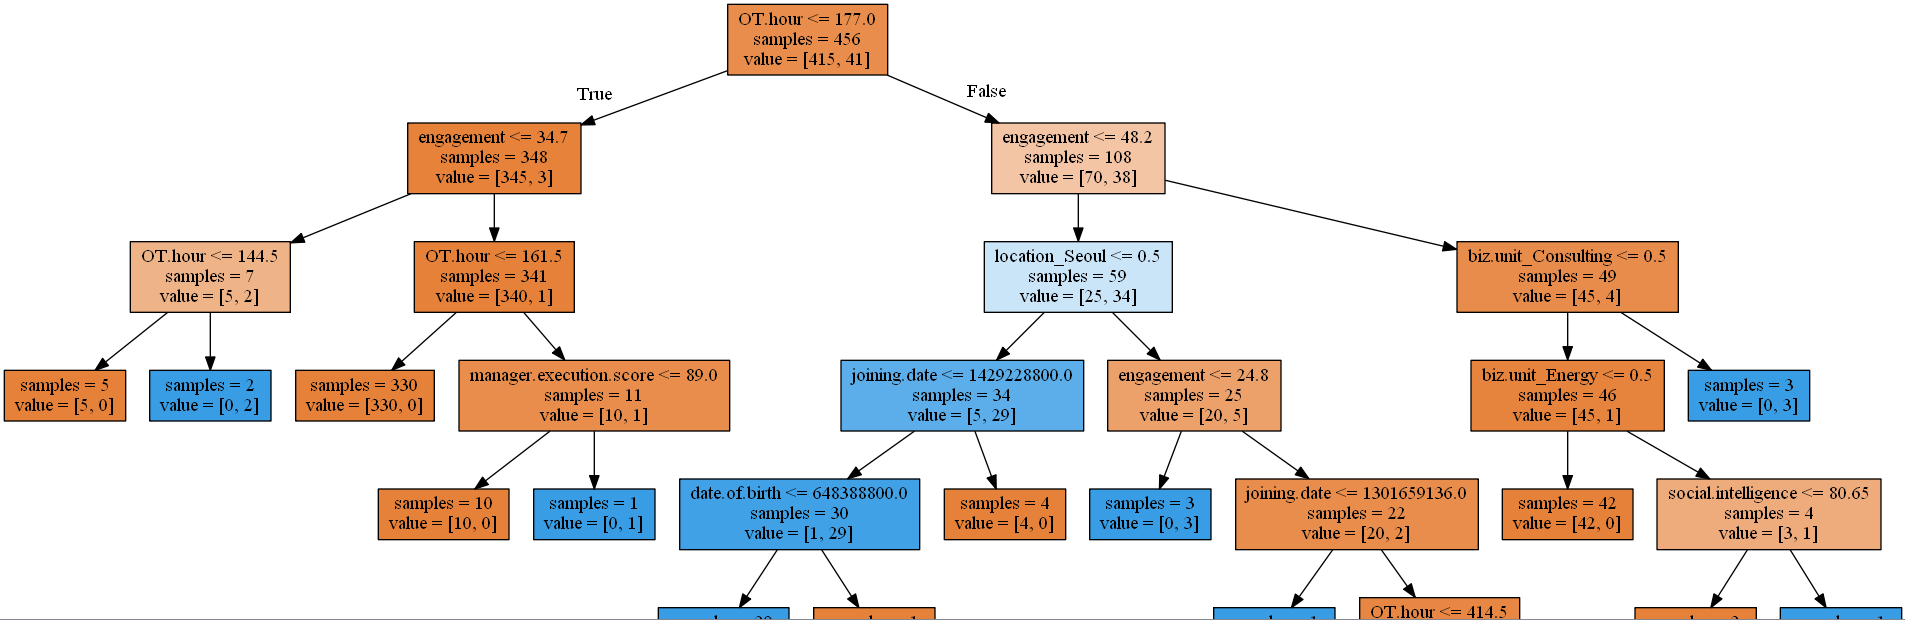 OT.hour <= 177.0
samples = 456
value = [415, 41]
True
False
engagement <= 34.7
samples = 348
value = [345, 3]
engagement <= 48.2
samples = 108
value = [70, 38]
OT.hour <= 144.5
samples = 7
value = [5, 2]
OT.hour <= 161.5
samples = 341
value = [340, 1]
location_Seoul <= 0.5
samples = 59
value = [25, 34]
biz.unit_Consulting <= 0.5
samples = 49
value = [45, 4]
samples = 5
value = [5, 0]
samples = 2
value = [0, 2]
samples = 330
value = [330, 0]
manager.execution.score <= 89.0
samples = 11
value = [10, 1]
joining.date <= 1429228800.0
samples = 34
value = [5, 29]
engagement <= 24.8
samples = 25
value = [20, 5]
biz.unit_Energy <= 0.5
samples = 46
value = [45, 1]
samples = 3
value = [0, 3]
samples = 10
value = [10, 0]
samples = 1
value = [0, 1]
date.of.birth <= 648388800.0
samples = 30
value = [1, 29]
samples = 4
value = [4, 0]
samples = 3
value = [0, 3]
joining.date <= 1301659136.0
samples = 22
value = [20, 2]
samples = 42
value = [42, 0]
social.intelligence <= 80.65
samples = 4
value = [3, 1]
OT.hour <= 414.5